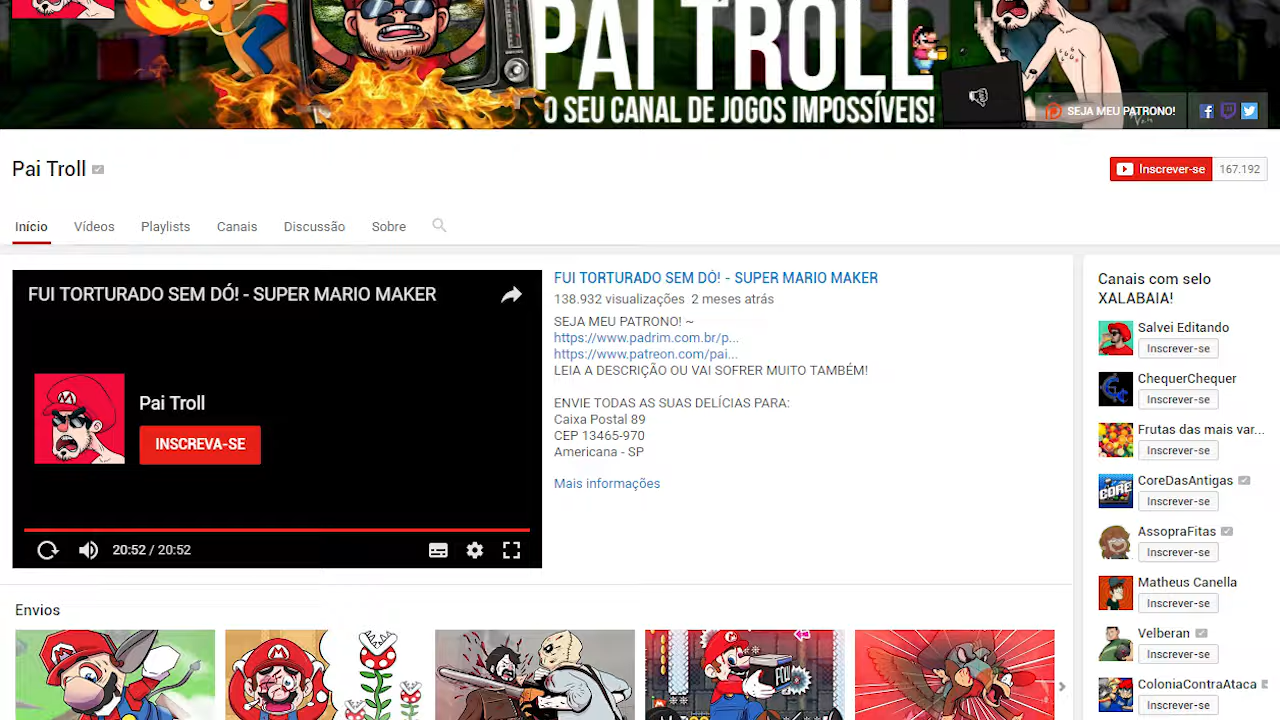 PAI TROLL
O SEU CANAL DE JOGOS IMPOSSÍVEIS!
SEJA MEU PATRONO!
Pai Troll
Inscrever-se 167.192
Início Vídeos Playlists Canais Discussão Sobre
FUI TORTURADO SEM DÓ! - SUPER MARIO MAKER
Pai Troll
INSCREVA-SE
20:52 / 20:52
FUI TORTURADO SEM DÓ! - SUPER MARIO MAKER
138.932 visualizações 2 meses atrás
SEJA MEU PATRONO! ~
https://www.padrim.com.br/p...
https://www.patreon.com/pai...
LEIA A DESCRIÇÃO OU VAI SOFRER MUITO TAMBÉM!
ENVIE TODAS AS SUAS DELÍCIAS PARA:
Caixa Postal 89
CEP 13465-970
Americana - SP
Mais informações
Canais com selo
XALABAIA!
Salvei Editando
Inscrever-se
ChequerChequer
Inscrever-se
Frutas das mais var...
Inscrever-se
CORE
CoreDasAntigas
Inscrever-se
AssopraFitas
Inscrever-se
Matheus Canella
Inscrever-se
Velberan
Inscrever-se
ColoniaContraAtaca
Inscrever-se
Envios